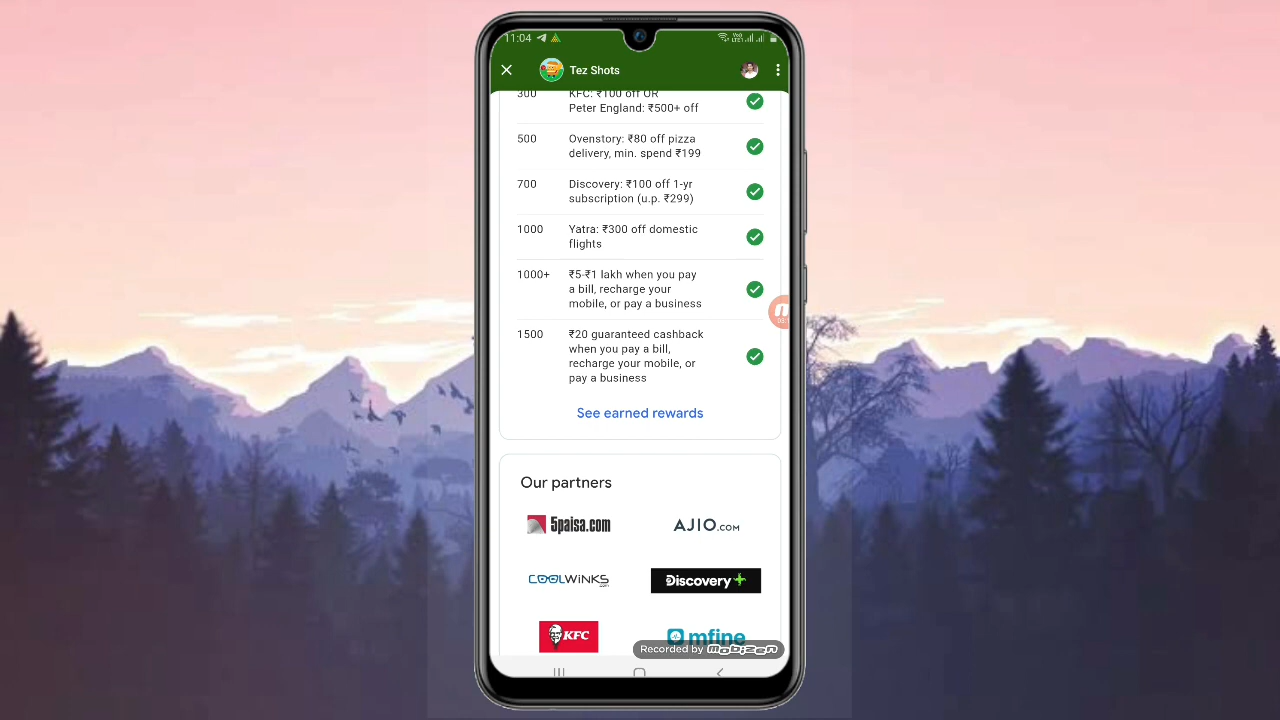 11:04
Tez Shots
300
KFC: ₹100 off OR
Peter England: ₹500+ off
500
Ovenstory: ₹80 off pizza
delivery, min. spend ₹199
700
Discovery: ₹100 off 1-yr
subscription (u.p. ₹299)
1000
Yatra: ₹300 off domestic
flights
1000+
₹5-₹1 lakh when you pay
a bill, recharge your
mobile, or pay a business
1500
₹20 guaranteed cashback
when you pay a bill,
recharge your mobile, or
pay a business
See earned rewards
Our partners
5paisa.com
AJIO.COM
COOLWiNKS.com
Discovery+
KFC
mfine
Recorded by mobizen